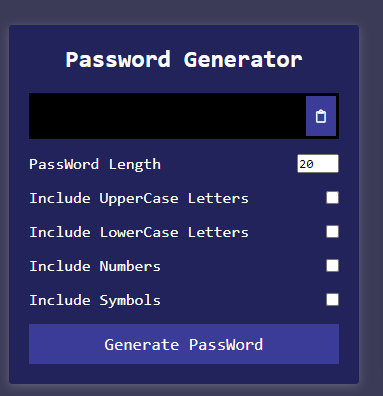 Password Generator
PassWord Length 20
Include UpperCase Letters
Include LowerCase Letters
Include Numbers
Include Symbols
Generate PassWord